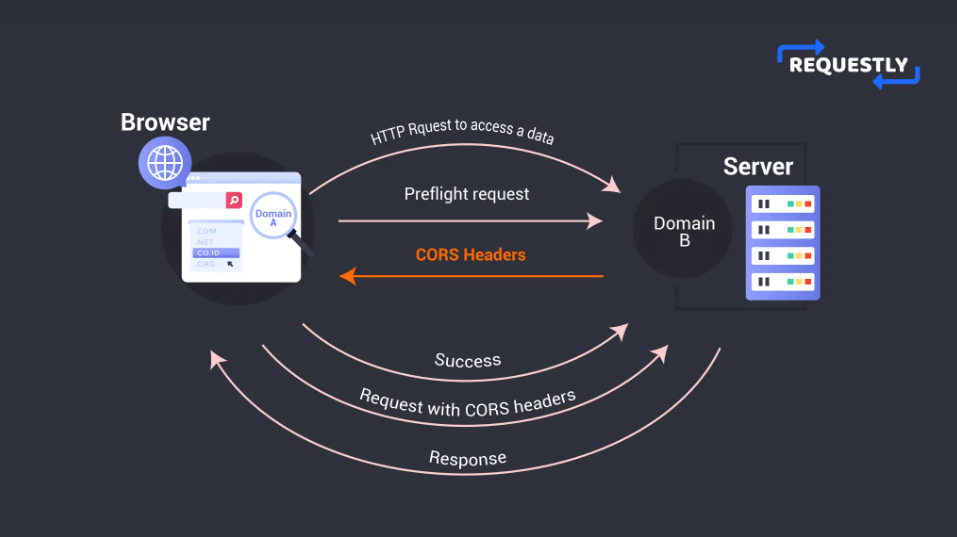 REQUESTLY
Browser
HTTP Rquest to access a data
Server
Preflight request
Domain
A
Domain
B
.COM
.NET
.CO.ID
.ORG
CORS Headers
Success
Request with CORS headers
Response